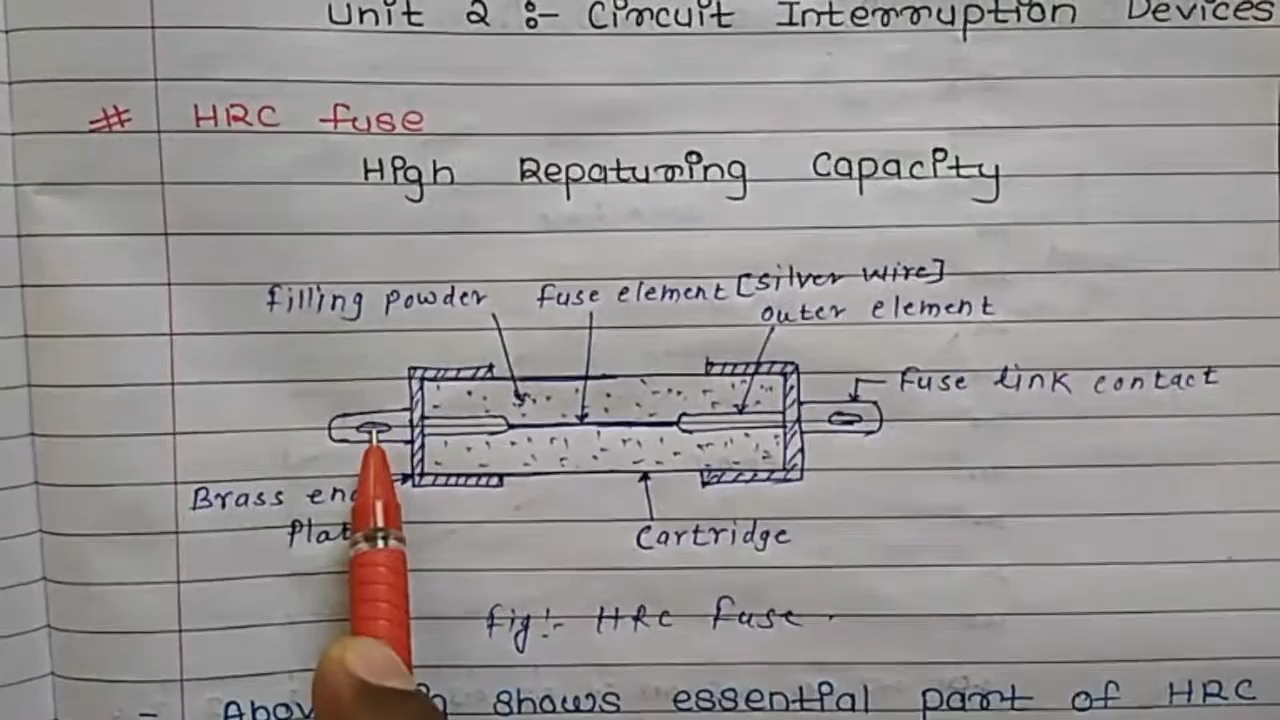 Unit 2 :- Circuit Interruption Devices
# HRC fuse
High Repaturing Capacity
filling powder fuse element [silver wire]
outer element
Fuse link contact
Brass
Cartridge
fig:- HRC fuse.
- shows essential part of HRC